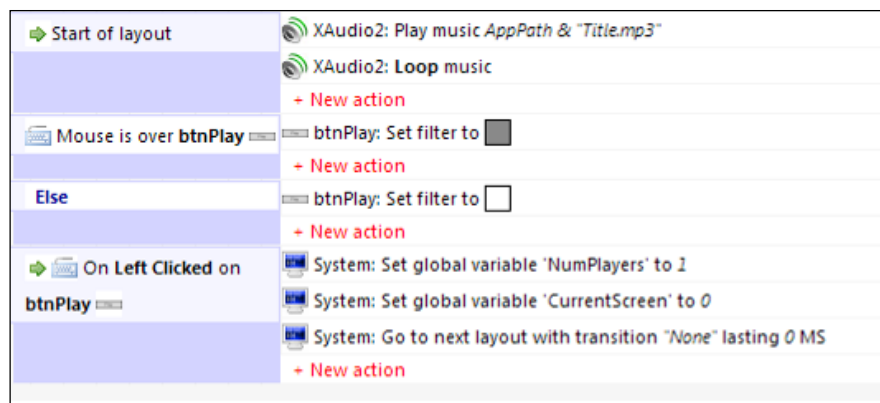 Start of layout
XAudio2: Play music AppPath & "Title.mp3"
XAudio2: Loop music
+ New action
Mouse is over btnPlay
btnPlay: Set filter to
+ New action
Else
btnPlay: Set filter to
+ New action
On Left Clicked on
btnPlay
System: Set global variable 'NumPlayers' to 1
System: Set global variable 'CurrentScreen' to 0
System: Go to next layout with transition "None" lasting 0 MS
+ New action